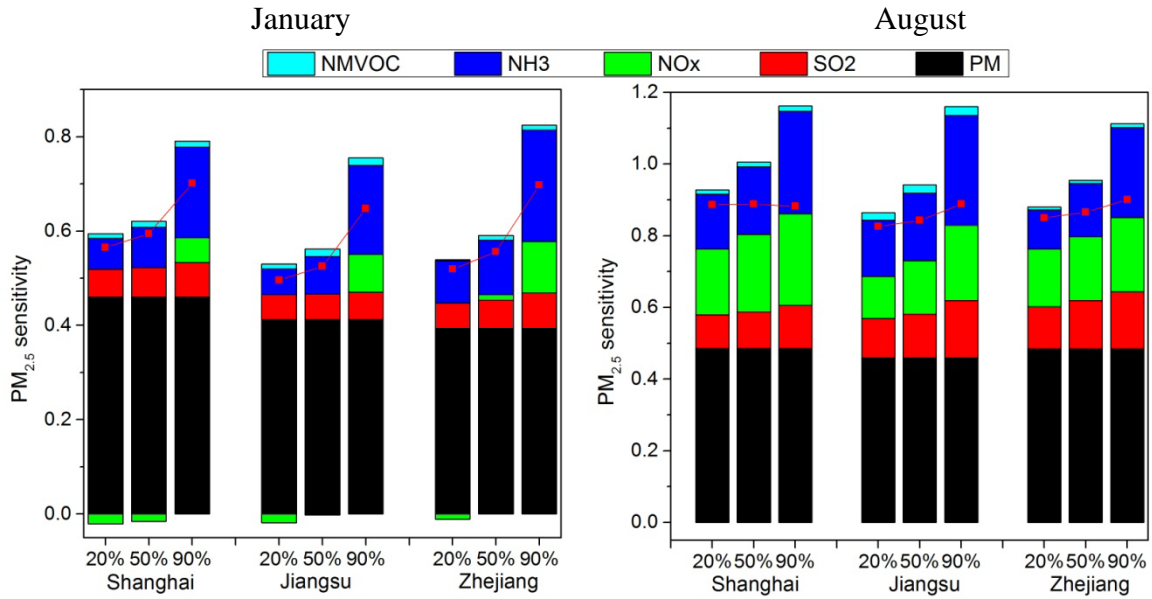 January
August
NMVOC NH3 NOx SO2 PM
PM2.5 sensitivity
0.8
0.6
0.4
0.2
0.0
20% 50% 90% 20% 50% 90% 20% 50% 90%
Shanghai Jiangsu Zhejiang
PM2.5 sensitivity
1.2
1.0
0.8
0.6
0.4
0.2
0.0
20% 50% 90% 20% 50% 90% 20% 50% 90%
Shanghai Jiangsu Zhejiang